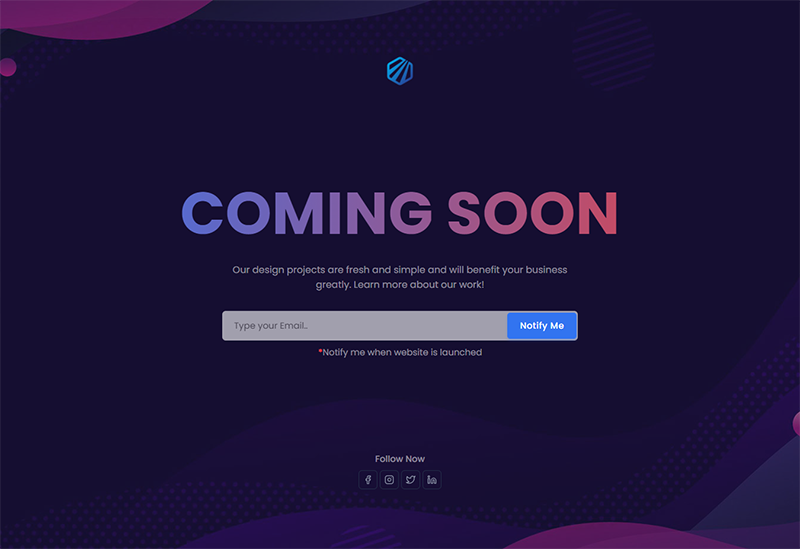 COMING SOON
Our design projects are fresh and simple and will benefit your business
greatly. Learn more about our work!
Type your Email..
Notify Me
*Notify me when website is launched
Follow Now